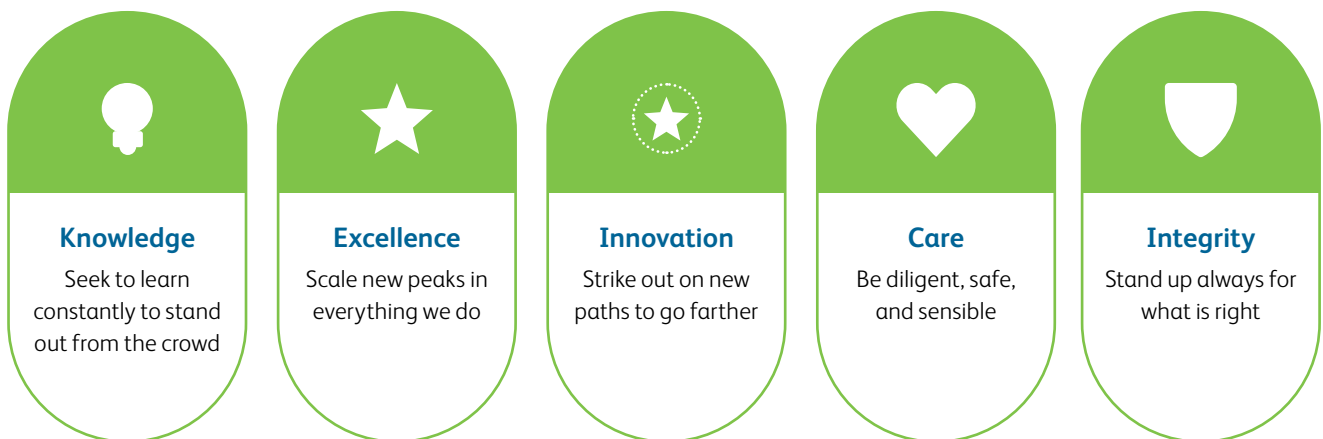 Knowledge
Seek to learn
constantly to stand
out from the crowd
Excellence
Scale new peaks in
everything we do
Innovation
Strike out on new
paths to go farther
Care
Be diligent, safe,
and sensible
Integrity
Stand up always for
what is right